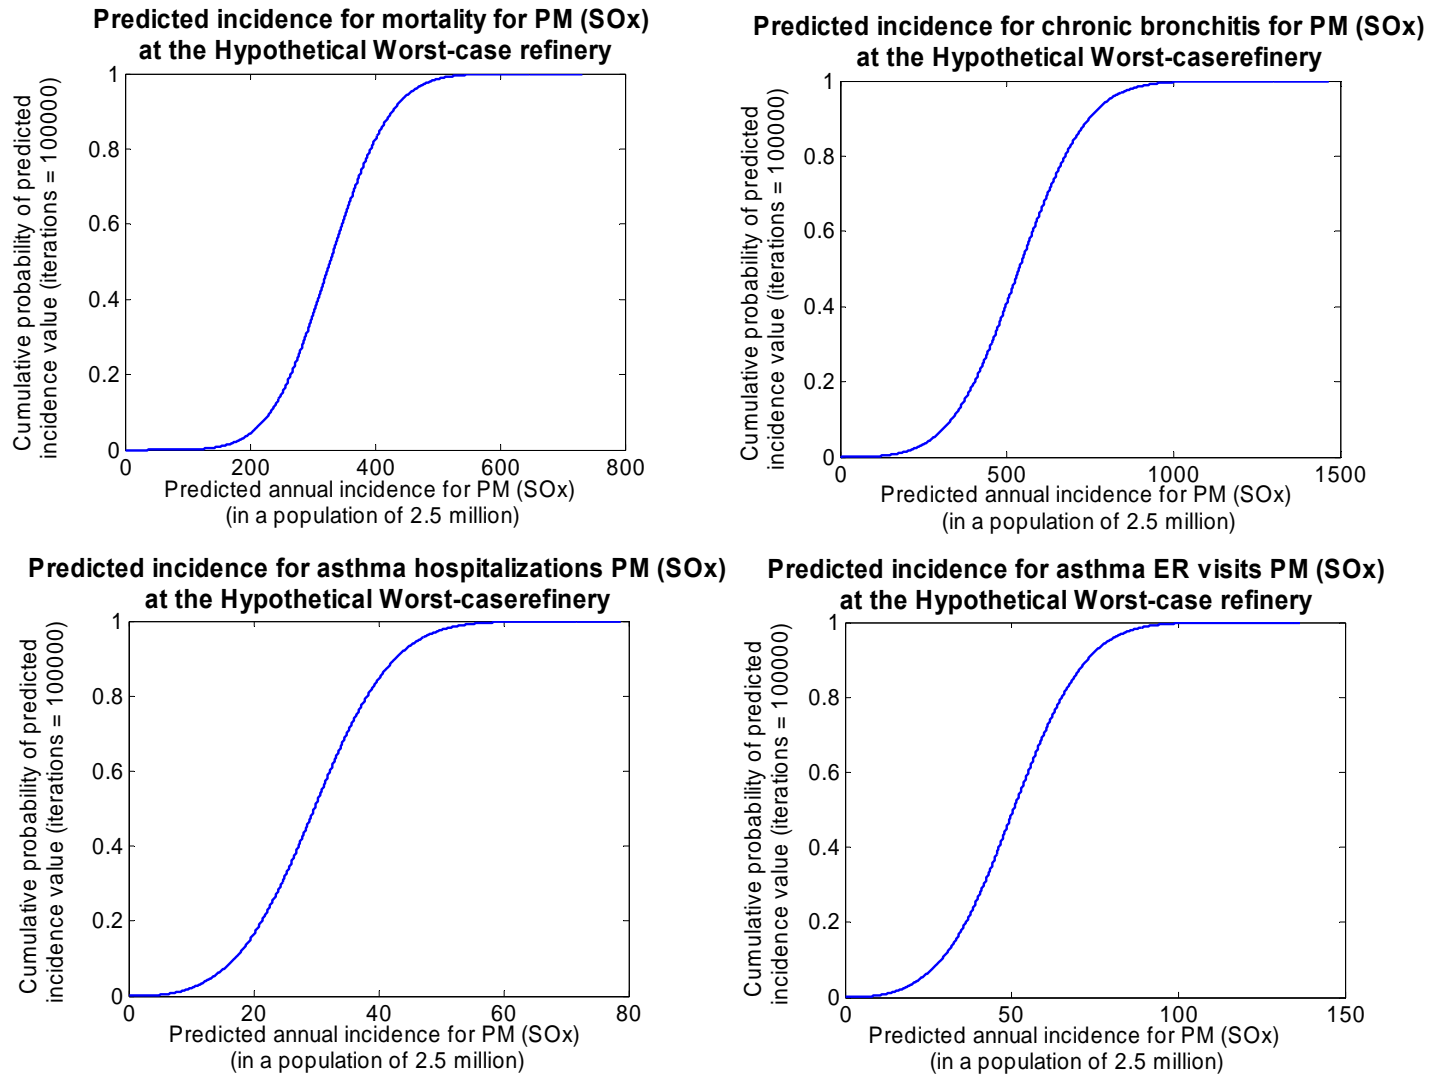 Predicted incidence for mortality for PM (SOx)
at the Hypothetical Worst-case refinery
Cumulative probability of predicted
incidence value (iterations = 100000)
1
0.8
0.6
0.4
0.2
0
0 200 400 600 800
Predicted annual incidence for PM (SOx)
(in a population of 2.5 million)
Predicted incidence for chronic bronchitis for PM (SOx)
at the Hypothetical Worst-caserefinery
Cumulative probability of predicted
incidence value (iterations = 100000)
1
0.8
0.6
0.4
0.2
0
0 500 1000 1500
Predicted annual incidence for PM (SOx)
(in a population of 2.5 million)
Predicted incidence for asthma hospitalizations PM (SOx)
at the Hypothetical Worst-caserefinery
Cumulative probability of predicted
incidence value (iterations = 100000)
1
0.8
0.6
0.4
0.2
0
0 20 40 60 80
Predicted annual incidence for PM (SOx)
(in a population of 2.5 million)
Predicted incidence for asthma ER visits PM (SOx)
at the Hypothetical Worst-case refinery
Cumulative probability of predicted
incidence value (iterations = 100000)
1
0.8
0.6
0.4
0.2
0
0 50 100 150
Predicted annual incidence for PM (SOx)
(in a population of 2.5 million)